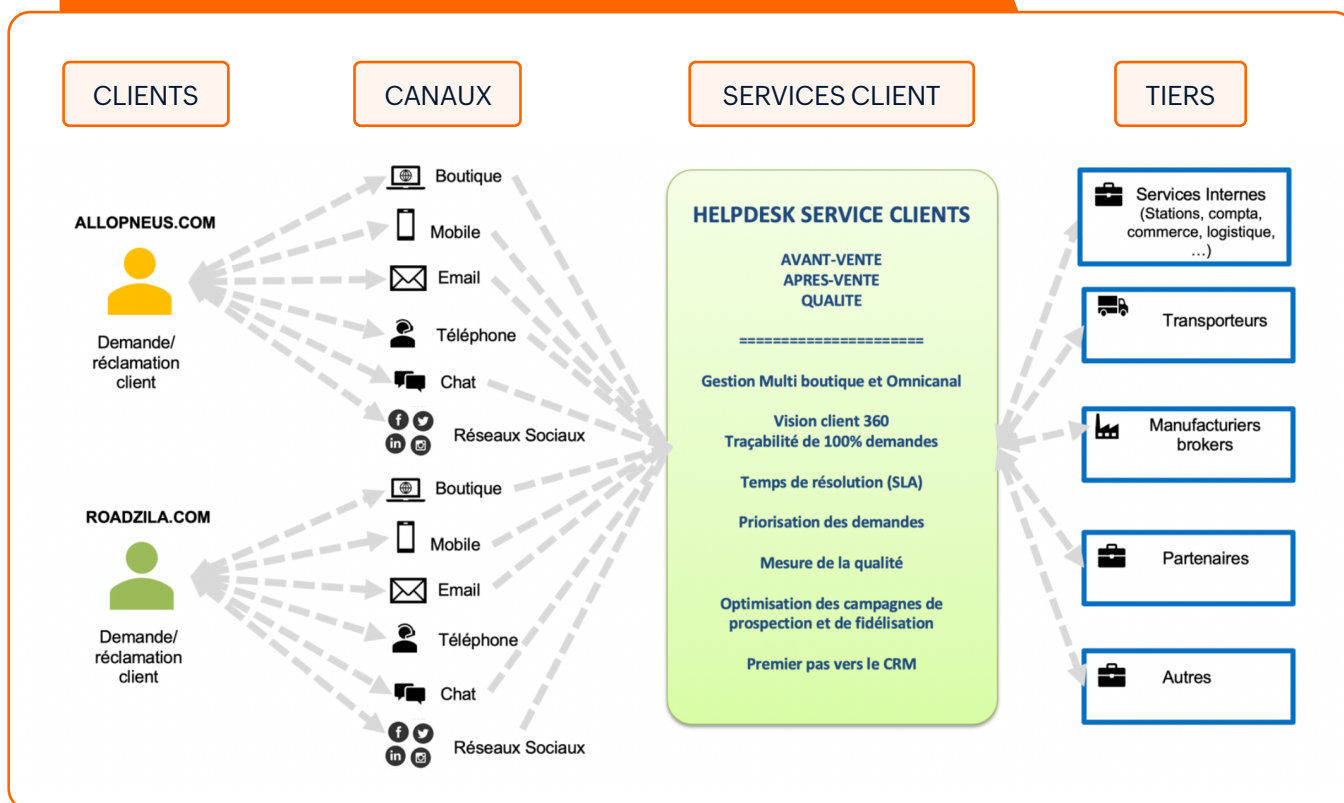 CLIENTS
CANAUX
SERVICES CLIENT
TIERS
ALLOPNEUS.COM
Demande/
réclamation
client
ROADZILA.COM
Demande/
réclamation
client
Boutique
Mobile
Email
Téléphone
Chat
Réseaux Sociaux
Boutique
Mobile
Email
Téléphone
Chat
Réseaux Sociaux
HELPDESK SERVICE CLIENTS
AVANT-VENTE
APRES-VENTE
QUALITE
======================
Gestion Multi boutique et Omnicanal
Vision client 360
Traçabilité de 100% demandes
Temps de résolution (SLA)
Priorisation des demandes
Mesure de la qualité
Optimisation des campagnes de
prospection et de fidélisation
Premier pas vers le CRM
Services Internes
(Stations, compta,
commerce, logistique,
...)
Transporteurs
Manufacturiers
brokers
Partenaires
Autres